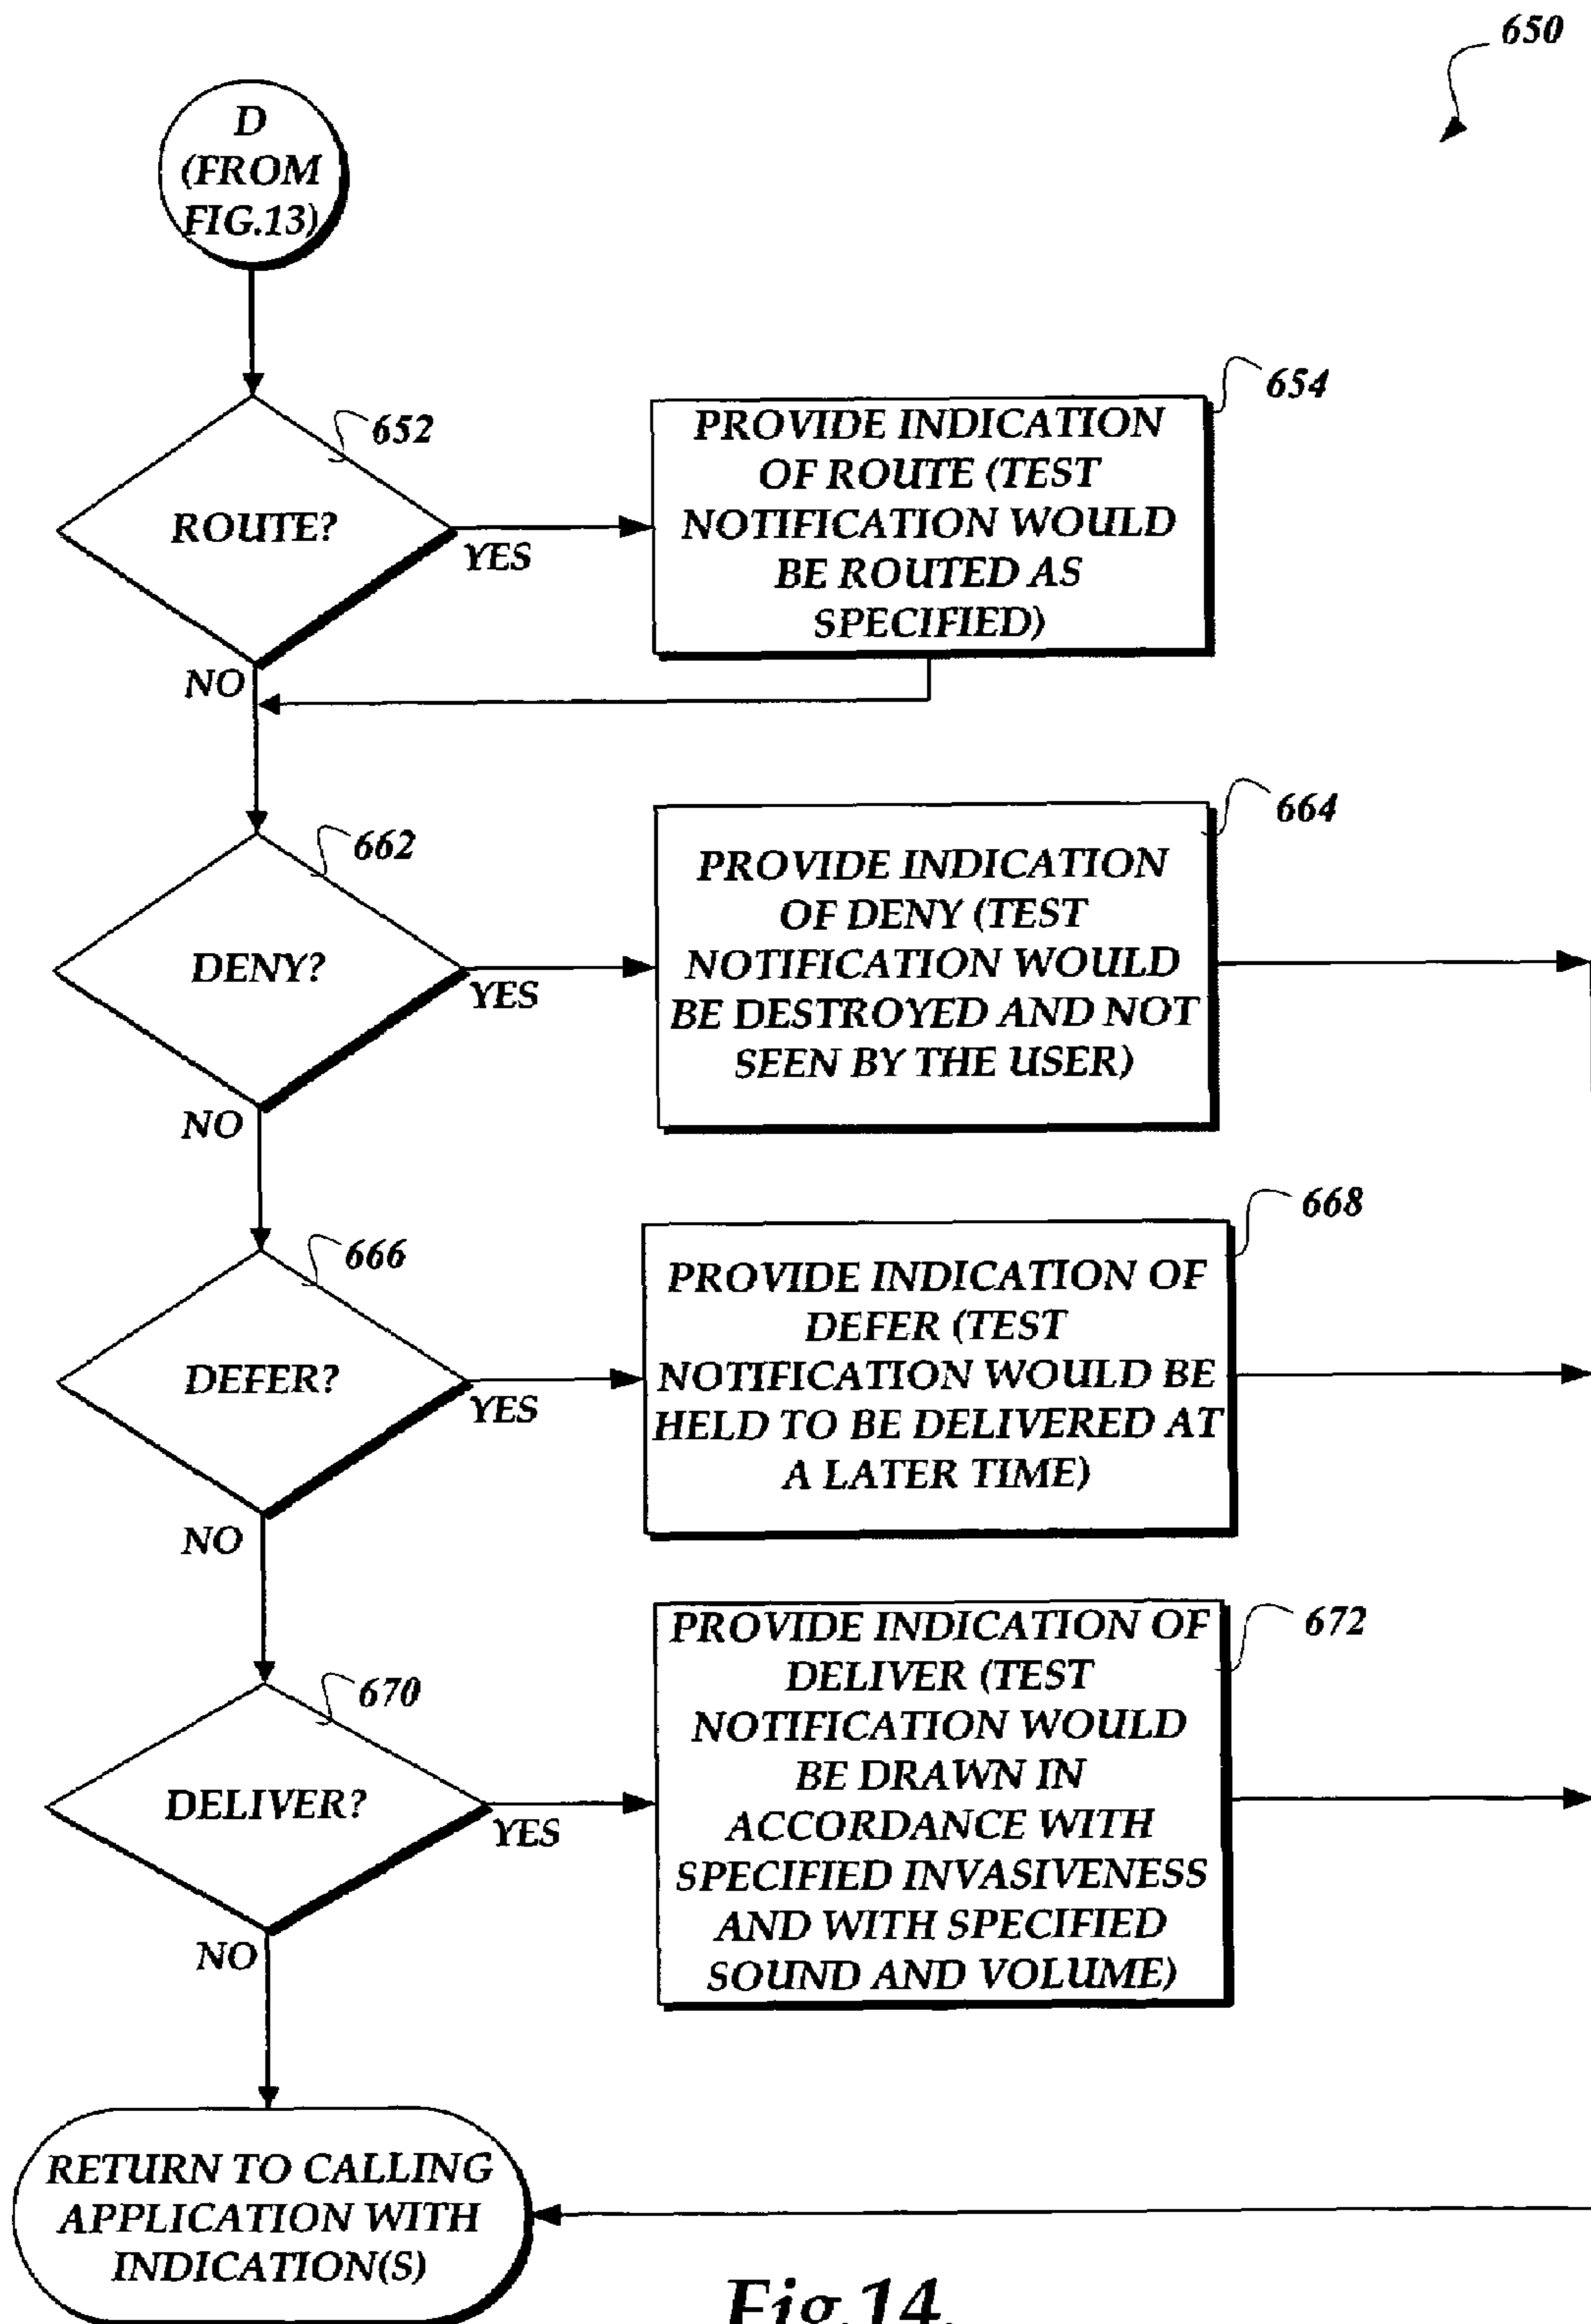 650
D
(FROM
FIG.13)
652
ROUTE?
YES
NO
654
PROVIDE INDICATION
OF ROUTE (TEST
NOTIFICATION WOULD
BE ROUTED AS
SPECIFIED)
662
DENY?
YES
NO
664
PROVIDE INDICATION
OF DENY (TEST
NOTIFICATION WOULD
BE DESTROYED AND NOT
SEEN BY THE USER)
666
DEFER?
YES
NO
668
PROVIDE INDICATION OF
DEFER (TEST
NOTIFICATION WOULD BE
HELD TO BE DELIVERED AT
A LATER TIME)
670
DELIVER?
YES
NO
672
PROVIDE INDICATION OF
DELIVER (TEST
NOTIFICATION WOULD
BE DRAWN IN
ACCORDANCE WITH
SPECIFIED INVASIVENESS
AND WITH SPECIFIED
SOUND AND VOLUME)
RETURN TO CALLING
APPLICATION WITH
INDICATION(S)
Fig.14.